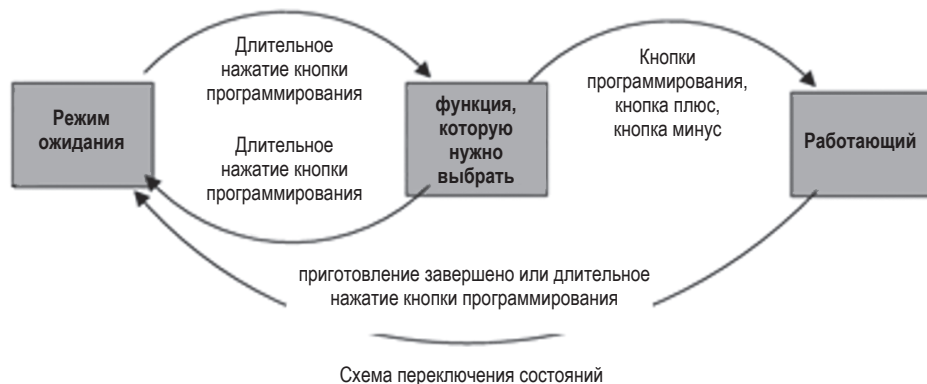 Длительное
нажатие кнопки
программирования
Кнопки
программирования,
кнопка плюс,
кнопка минус
Режим
ожидания
функция,
которую
нужно
выбрать
Работающий
Длительное
нажатие кнопки
программирования
приготовление завершено или длительное
нажатие кнопки программирования
Схема переключения состояний